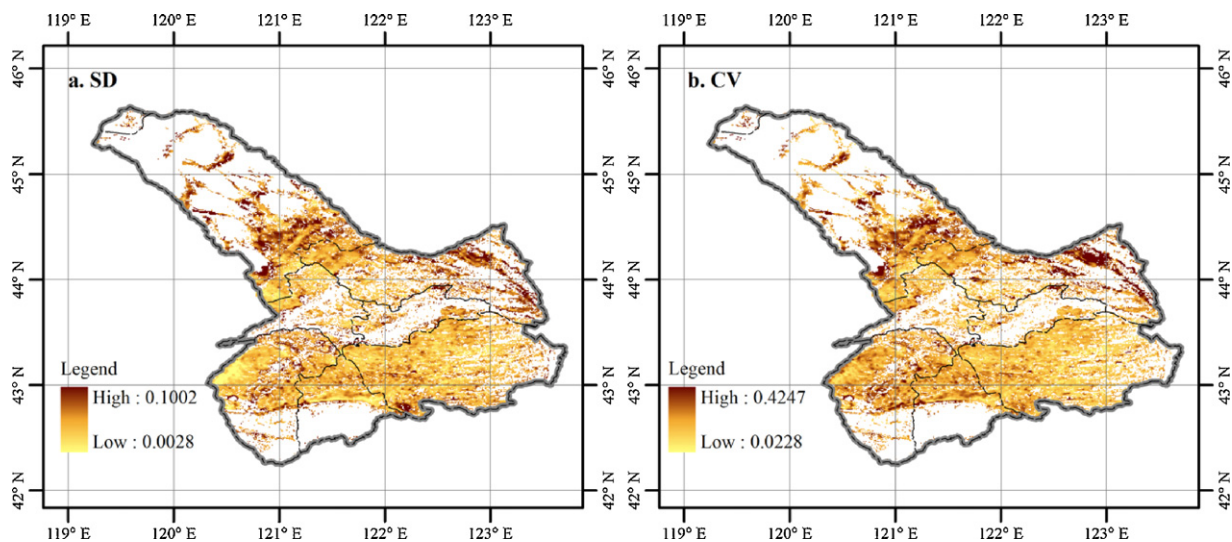 119° E 120° E 121° E 122° E 123° E
119° E 120° E 121° E 122° E 123° E
a. SD
46° N
45° N
44° N
43° N
42° N
Legend
High : 0.1002
Low : 0.0028
46° N
45° N
44° N
43° N
42° N
119° E 120° E 121° E 122° E 123° E
b. CV
46° N
45° N
44° N
43° N
42° N
Legend
High : 0.4247
Low : 0.0228
46° N
45° N
44° N
43° N
42° N
119° E 120° E 121° E 122° E 123° E